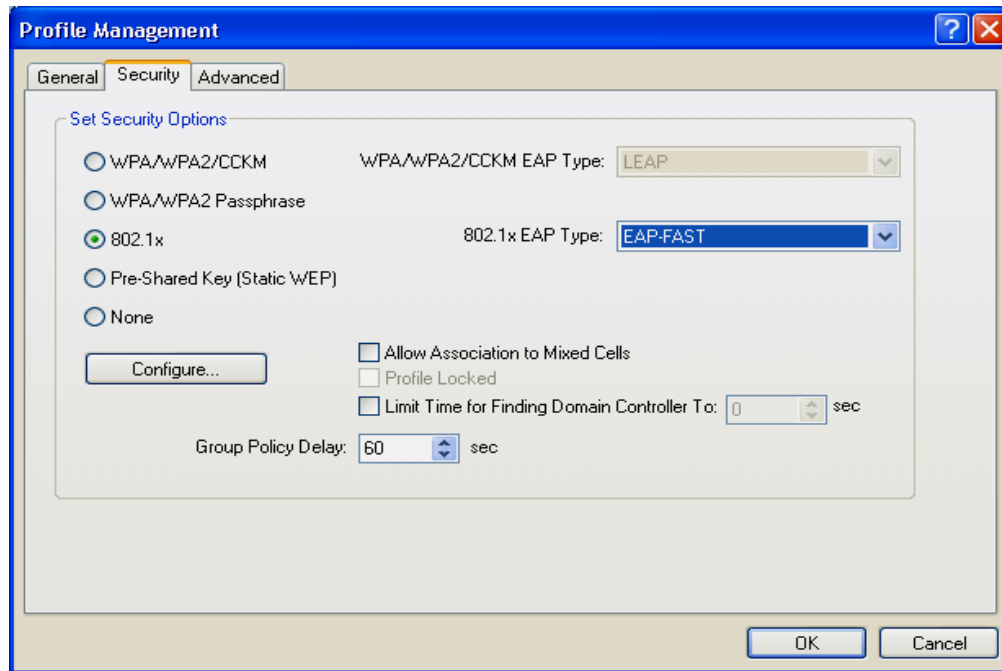 Profile Management
General Security Advanced
Set Security Options
WPA/WPA2/CCKM WPA/WPA2/CCKM EAP Type: LEAP
WPA/WPA2 Passphrase
802.1x 802.1x EAP Type: EAP-FAST
Pre-Shared Key (Static WEP)
None
Configure... Allow Association to Mixed Cells
Profile Locked
Limit Time for Finding Domain Controller To: 0 sec
Group Policy Delay: 60 sec
OK Cancel